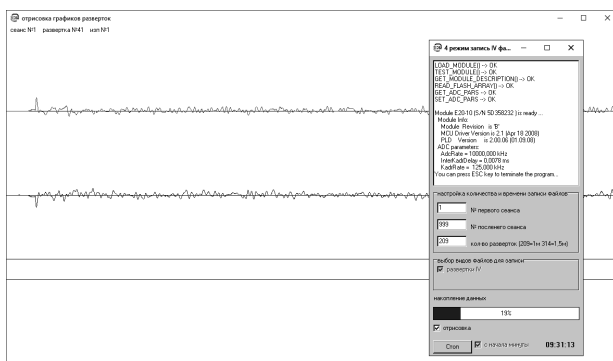 отрисовка графиков разверток
сеанс №1 развертка №41 изл №1
4 режим запись IV фа...
LOAD_MODULE() --> OK
TEST_MODULE() --> OK
GET_MODULE_DESCRIPTION() --> OK
READ_FLASH_ARRAY() --> OK
GET_ADC_PARS --> OK
SET_ADC_PARS --> OK
Module E20-10 (S/N 5D358232 ) is ready ...
Module Info:
Module Revision is 'B'
MCU Driver Version is 2.1 (Apr 18 2008)
PLD Version is 2.00.06 (01.09.08)
ADC parameters:
AdcRate = 10000,000 kHz
InterKadrDelay = 0,0078 ms
KadrRate = 125,000 kHz
You can press ESC key to terminate the program...
настройка количества и времени записи файлов
1 № первого сеанса
999 № последнего сеанса
209 кол-во разверток (209=1м 314=1,5м)
выбор видов файлов для записи
развертки IV
накопление данных
19%
отрисовка
Стоп с начала минуты 09:31:13